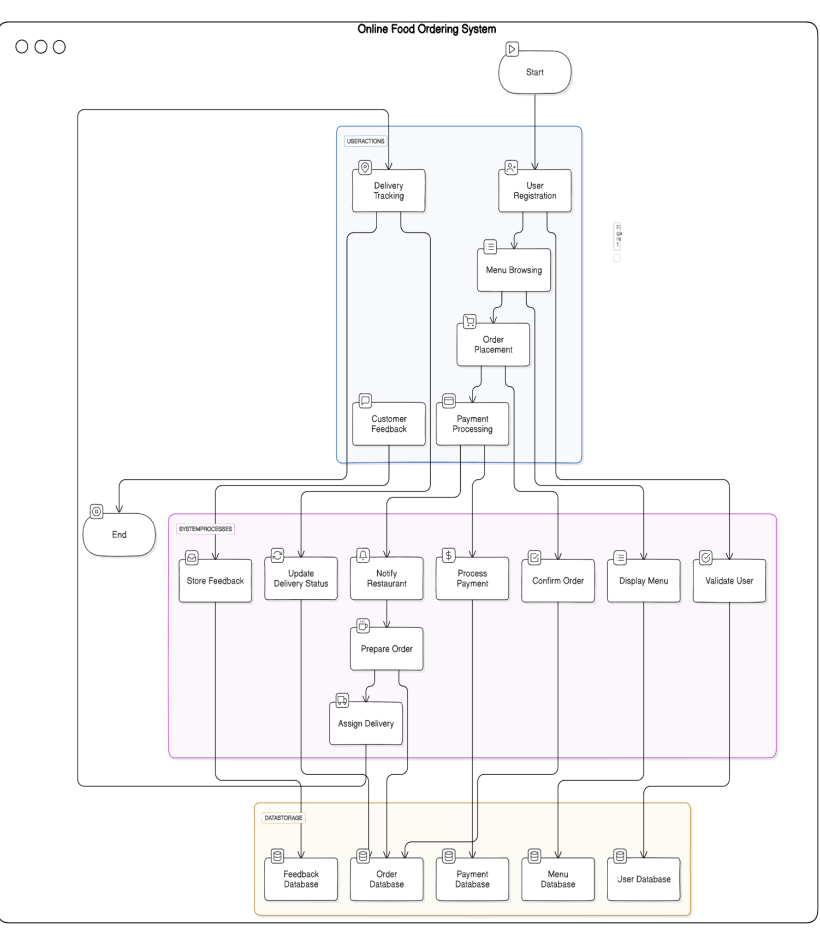 Online Food Ordering System
Start
USERACTIONS
Delivery
Tracking
User
Registration
Menu Browsing
Order
Placement
Customer
Feedback
Payment
Processing
End
SYSTEMPROCESSES
Store Feedback
Update
Delivery Status
Notify
Restaurant
Process
Payment
Confirm Order
Display Menu
Validate User
Prepare Order
Assign Delivery
DATASTORAGE
Feedback
Database
Order
Database
Payment
Database
Menu
Database
User Database